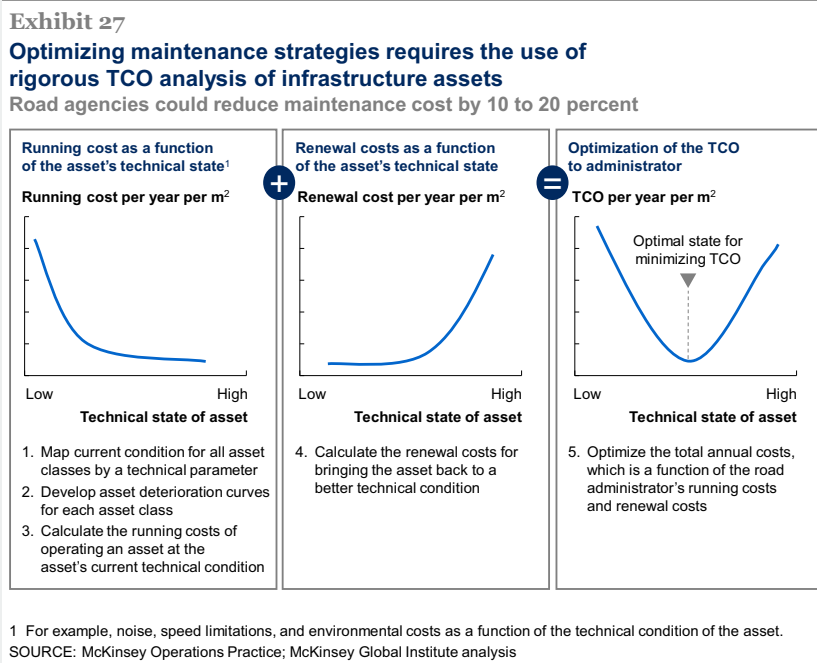 Exhibit 27
Optimizing maintenance strategies requires the use of
rigorous TCO analysis of infrastructure assets
Road agencies could reduce maintenance cost by 10 to 20 percent
Running cost as a function
of the asset's technical state1
Running cost per year per m2
Low High
Technical state of asset
1. Map current condition for all asset
classes by a technical parameter
2. Develop asset deterioration curves
for each asset class
3. Calculate the running costs of
operating an asset at the
asset's current technical condition
+
Renewal costs as a function
of the asset's technical state
Renewal cost per year per m2
Low High
Technical state of asset
4. Calculate the renewal costs for
bringing the asset back to a
better technical condition
=
Optimization of the TCO
to administrator
TCO per year per m2
Optimal state for
minimizing TCO
Low High
Technical state of asset
5. Optimize the total annual costs,
which is a function of the road
administrator's running costs
and renewal costs
1 For example, noise, speed limitations, and environmental costs as a function of the technical condition of the asset.
SOURCE: McKinsey Operations Practice; McKinsey Global Institute analysis